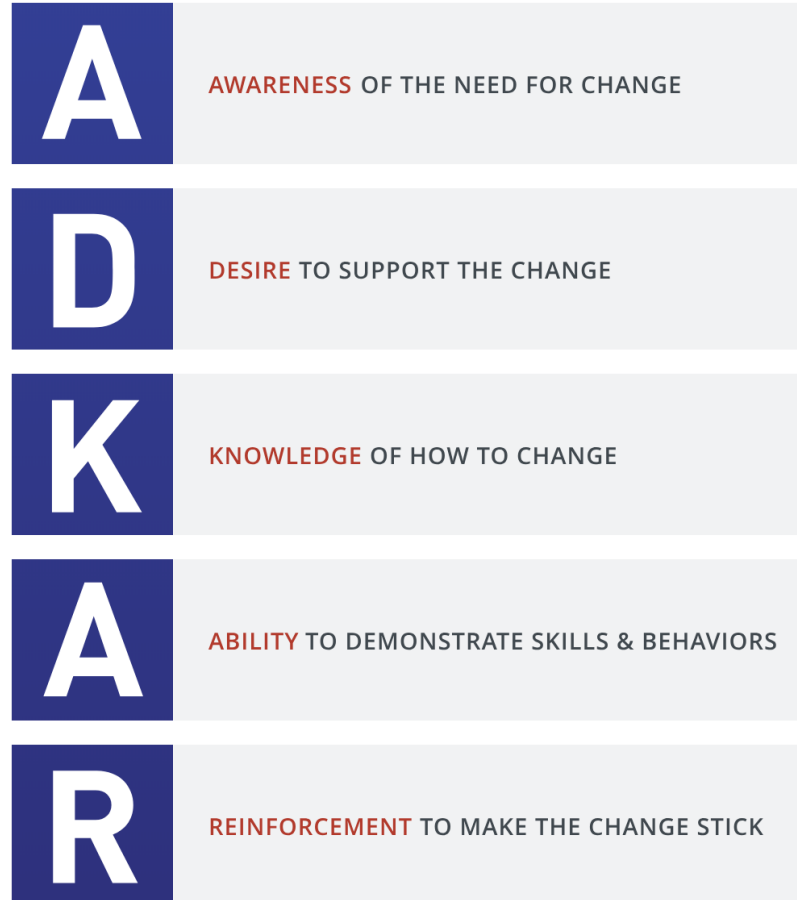 A
AWARENESS OF THE NEED FOR CHANGE
D
DESIRE TO SUPPORT THE CHANGE
K
KNOWLEDGE OF HOW TO CHANGE
A
ABILITY TO DEMONSTRATE SKILLS & BEHAVIORS
R
REINFORCEMENT TO MAKE THE CHANGE STICK